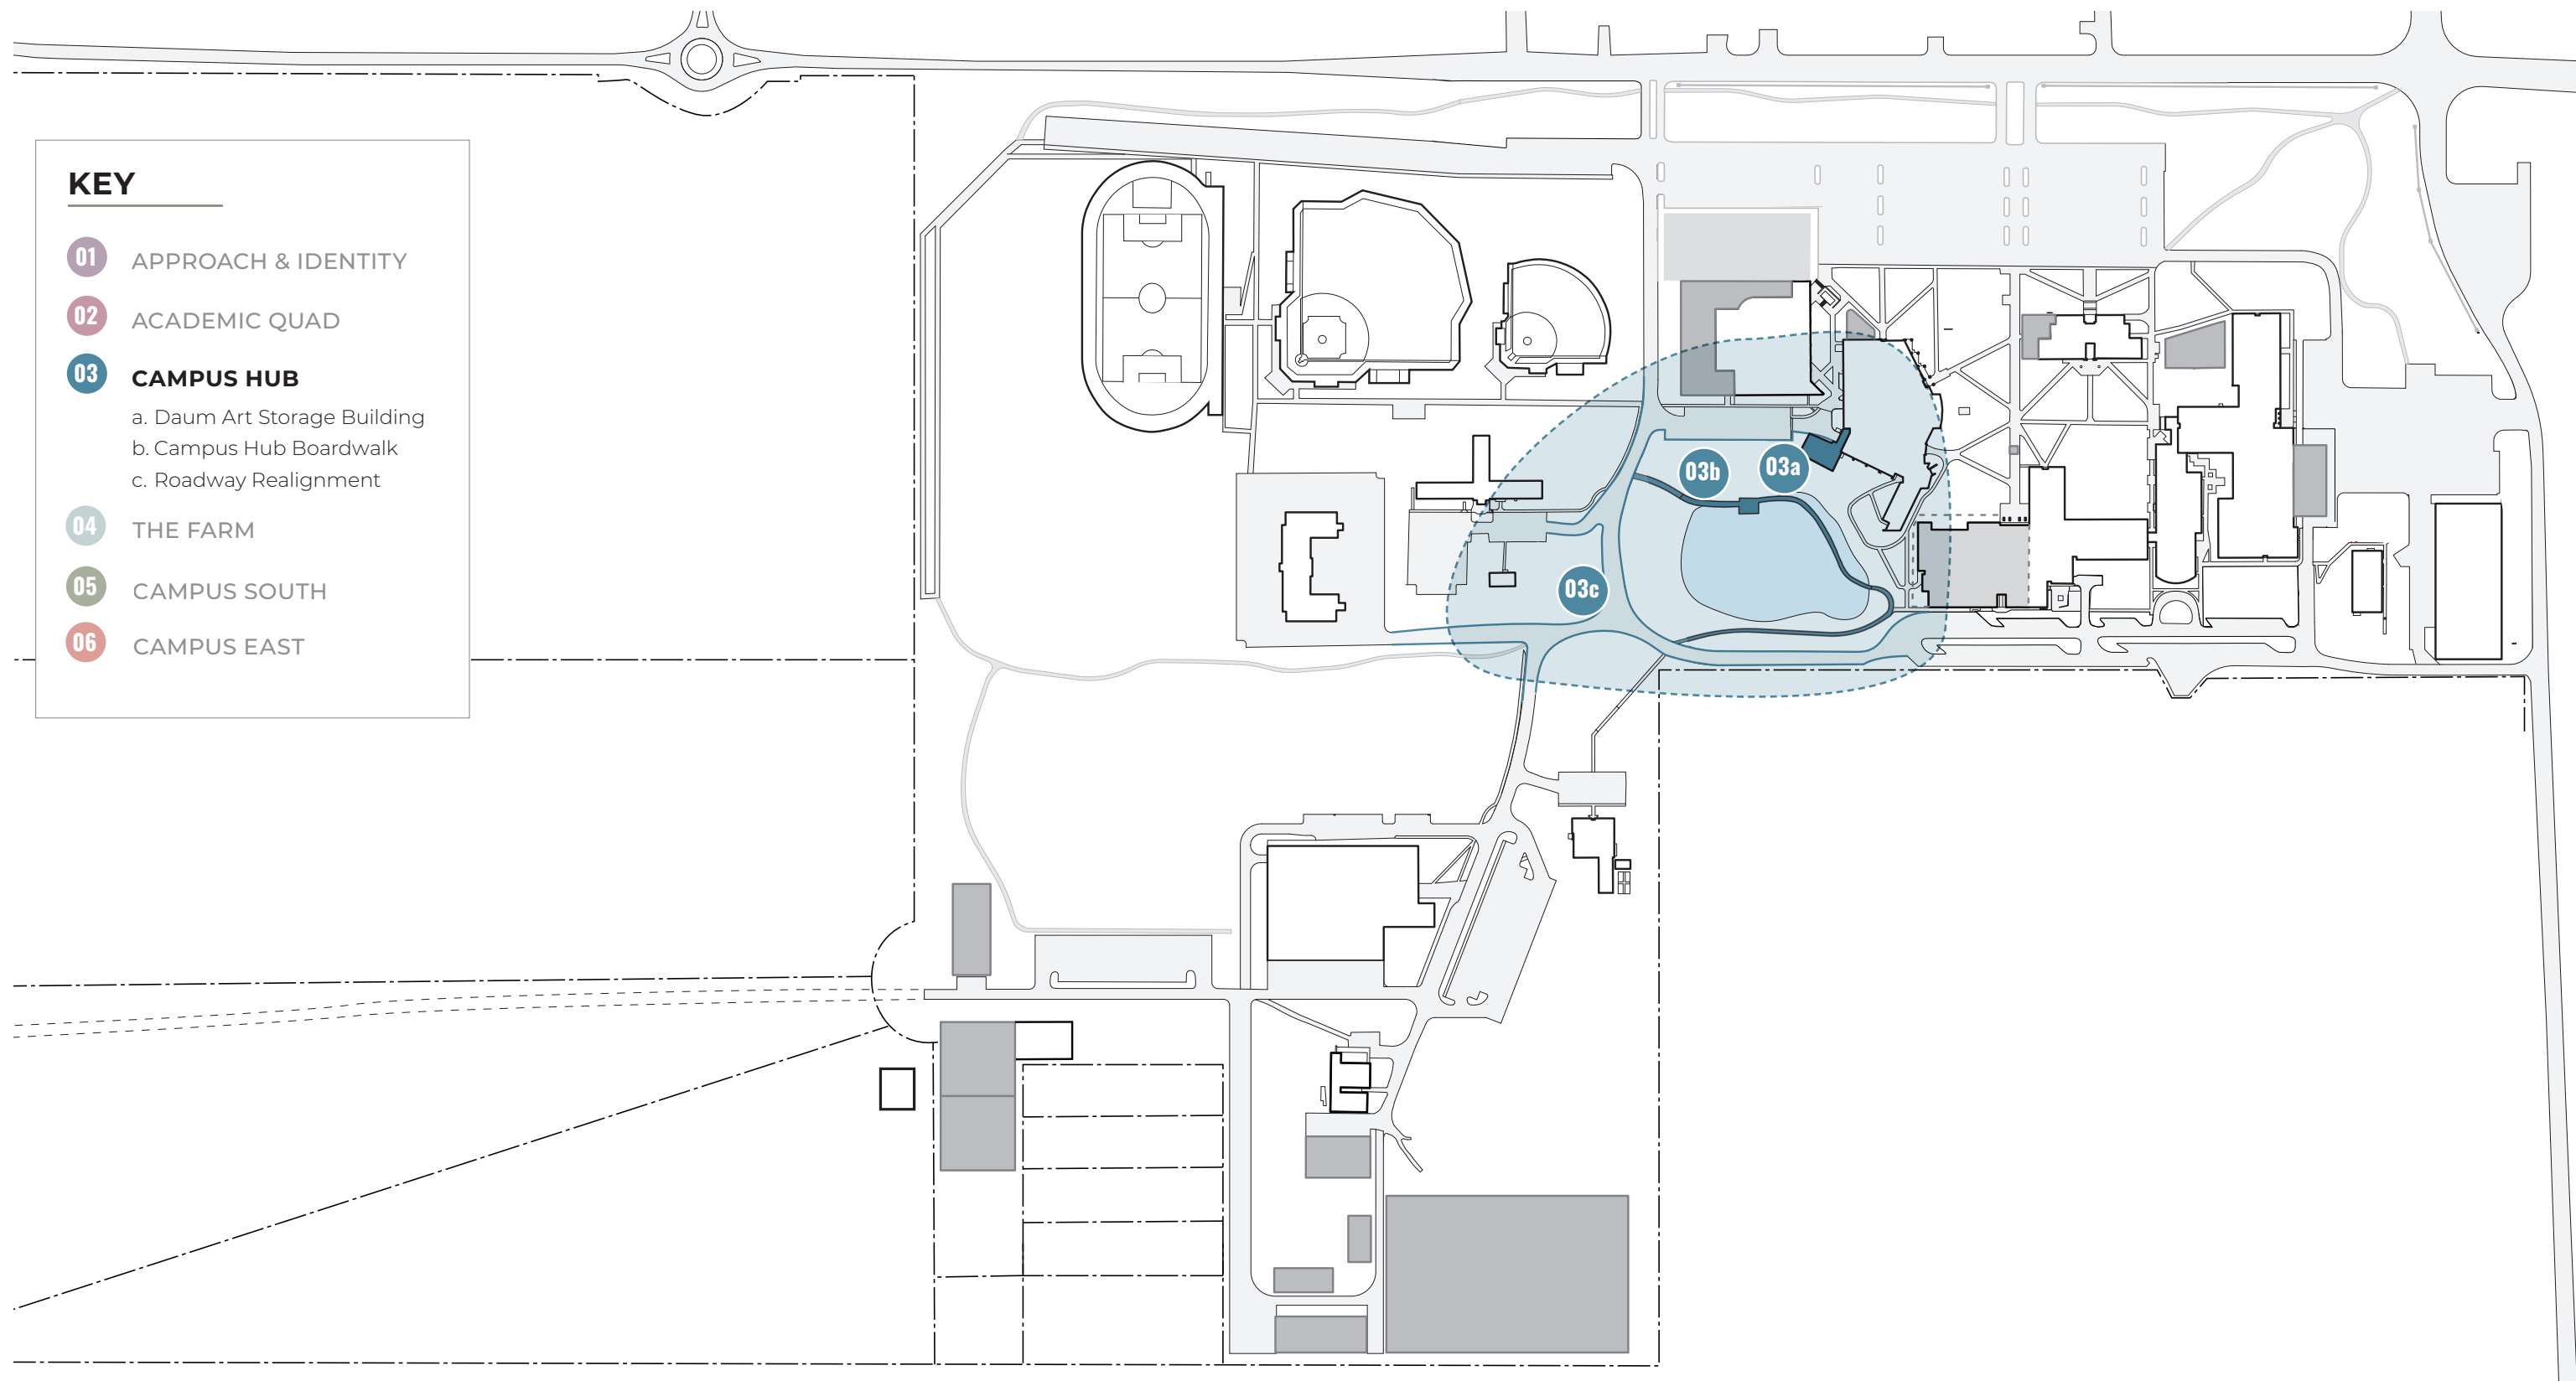 KEY
01 APPROACH & IDENTITY
02 ACADEMIC QUAD
03 CAMPUS HUB
a. Daum Art Storage Building
b. Campus Hub Boardwalk
c. Roadway Realignment
04 THE FARM
05 CAMPUS SOUTH
06 CAMPUS EAST
03b
03a
03c